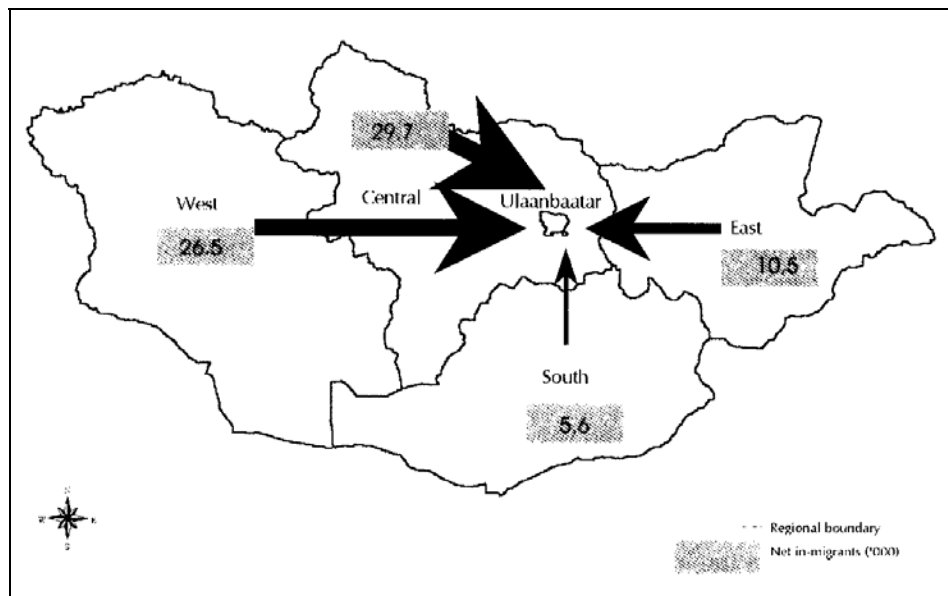 29.7
Central
Ulaanbaatar
West
26.5
East
10,5
South
5,6
W
E
S
Regional boundary
Net in-migrants ('000)